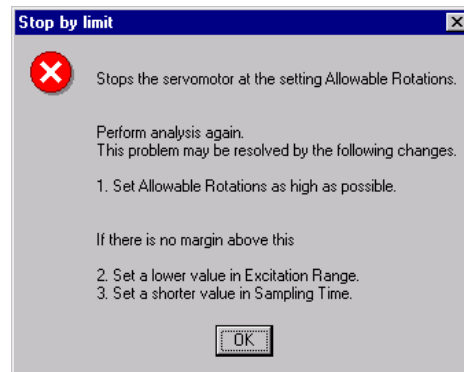 Stop by limit
Stops the servomotor at the setting Allowable Rotations.
Perform analysis again.
This problem may be resolved by the following changes.
1. Set Allowable Rotations as high as possible.
If there is no margin above this
2. Set a lower value in Excitation Range.
3. Set a shorter value in Sampling Time.
OK